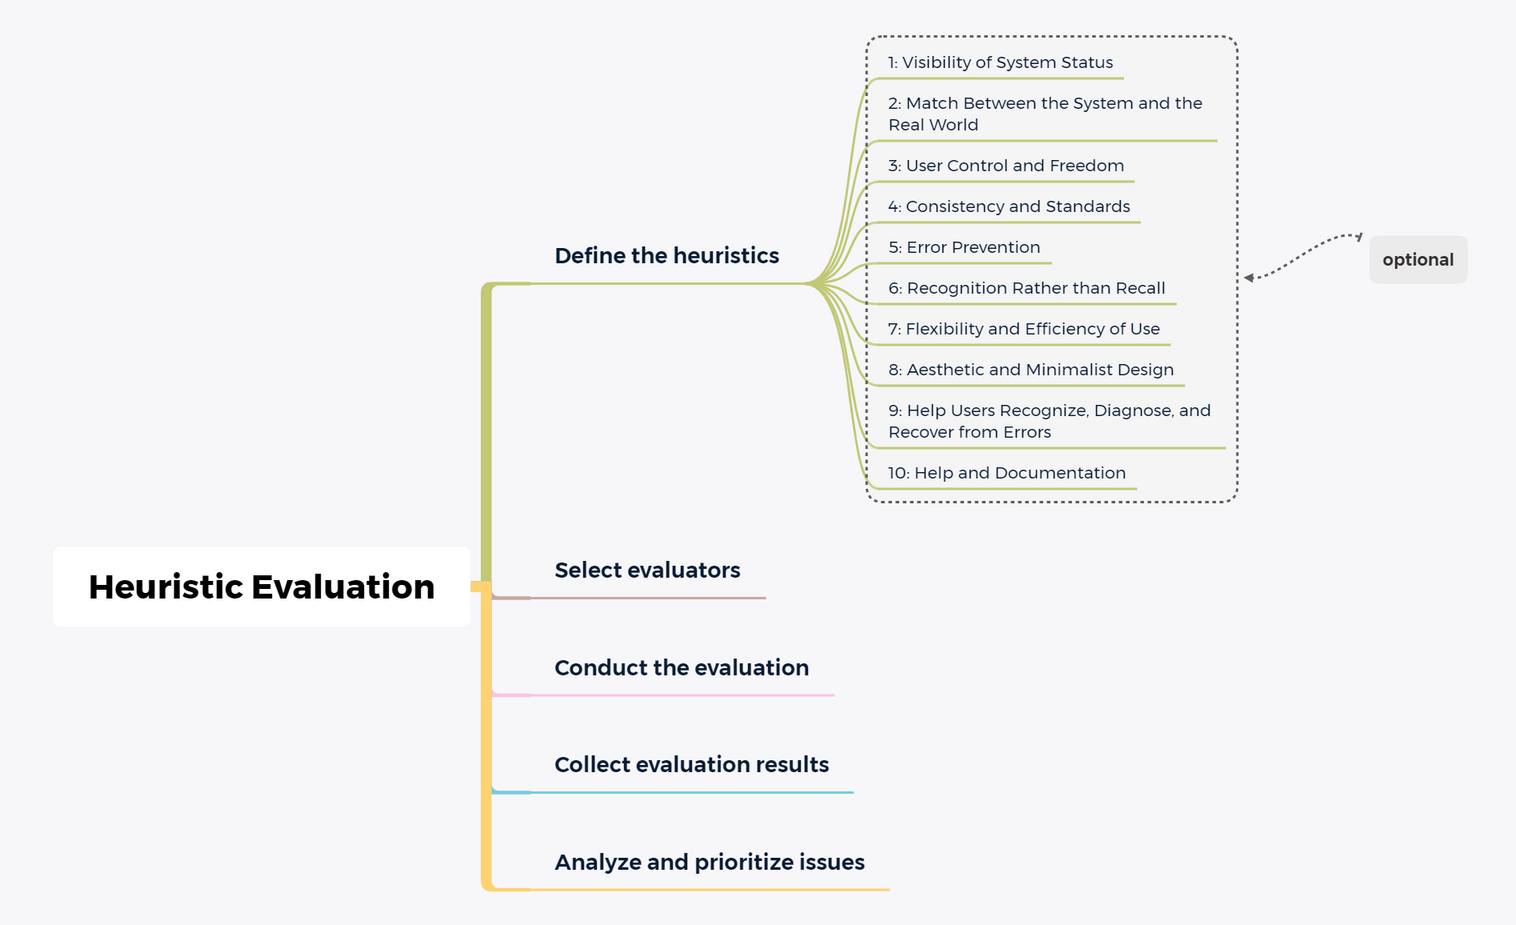 1: Visibility of System Status
2: Match Between the System and the
Real World
3: User Control and Freedom
4: Consistency and Standards
Define the heuristics
5: Error Prevention
optional
6: Recognition Rather than Recall
7: Flexibility and Efficiency of Use
8: Aesthetic and Minimalist Design
9: Help Users Recognize, Diagnose, and
Recover from Errors
10: Help and Documentation
Heuristic Evaluation
Select evaluators
Conduct the evaluation
Collect evaluation results
Analyze and prioritize issues